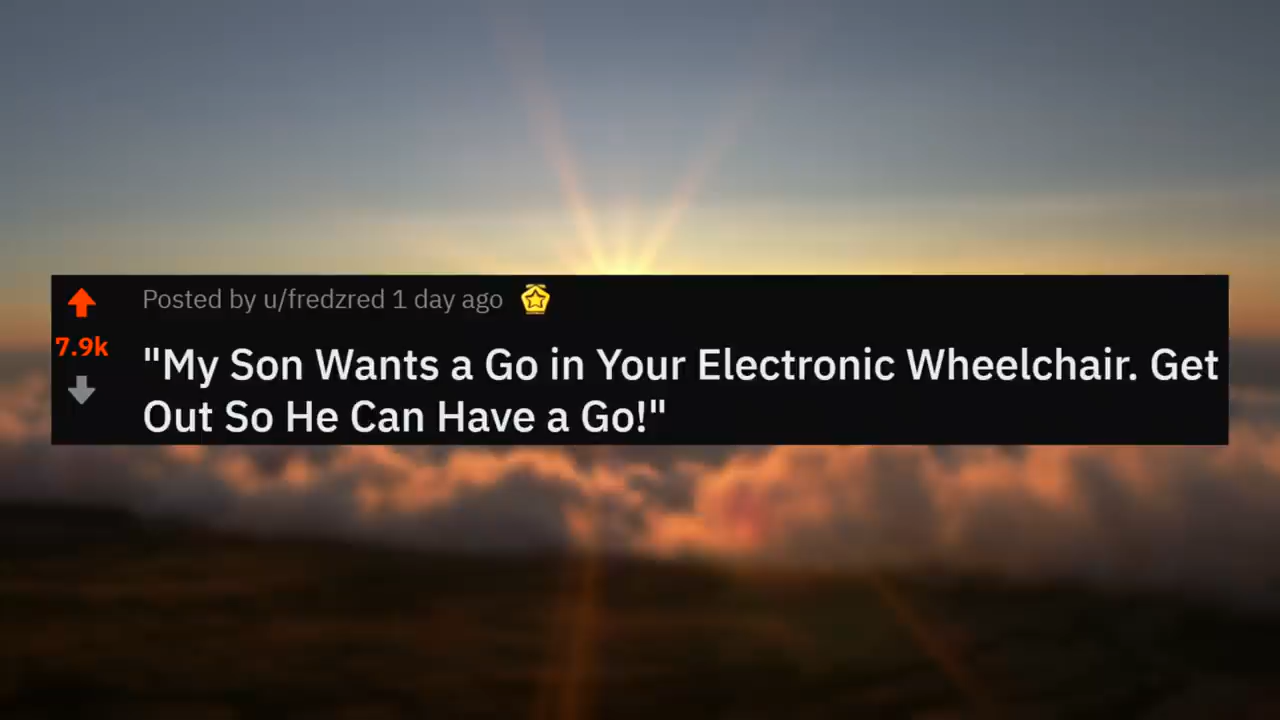 Posted by u/fredzred 1 day ago
7.9k
"My Son Wants a Go in Your Electronic Wheelchair. Get
Out So He Can Have a Go!"